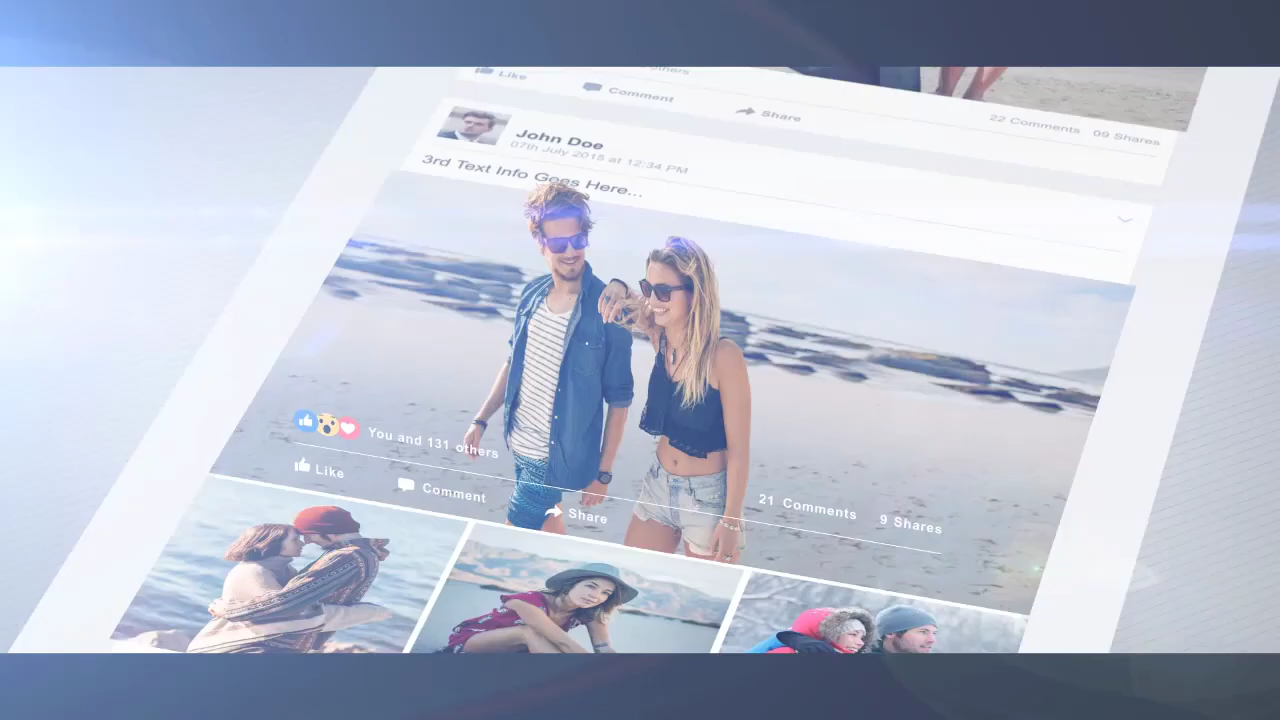 others
Like
Comment
Share
22 Comments 09 Shares
John Doe
07th July 2015 at 12:34 PM
3rd Text Info Goes Here...
You and 131 others
Like
Comment
Share
21 Comments 9 Shares